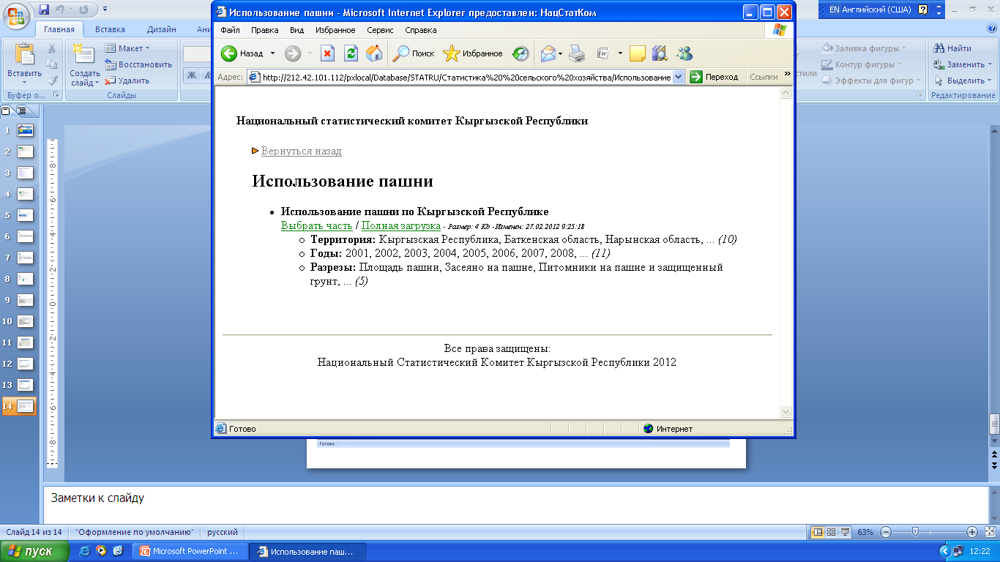 Использование пашни - Microsoft Internet Explorer предоставлен: НацСтатКом
EN Английский (США)
Главная Вставка Дизайн Ани
Файл Правка Вид Избранное Сервис Справка
Вставить
Буфер о...
Создать слайд
Макет
Восстановить
Удалить
Слайды
Ж
Назад Поиск Избранное
Адрес: http://212.42.101.112/pxlocal/Database/STATRU/Статистика%20%20сельского%20хозяйства/Использование Переход Ссылки »
Заливка фигуры
Контур фигуры
Эффекты для фигур
стили
Найти
Заменить
Выделить
Редактирование
Национальный статистический комитет Кыргызской Республики
Вернуться назад
Использование пашни
Использование пашни по Кыргызской Республике
Выбрать часть / Полная загрузка - Размер: 4 Kb -Изменен: 27.02.2012 9:25:18
Территория: Кыргызская Республика, Баткенская область, Нарынская область, ... (10)
Годы: 2001, 2002, 2003, 2004, 2005, 2006, 2007, 2008, ... (11)
Разрезы: Площадь пашни, Засеяно на пашне, Питомники на пашне и защищенный
грунт, ... (5)
Все права защищены:
Национальный Статистический Комитет Кыргызской Республики 2012
Готово Интернет
1
2
3
4
5
6
7
8
9
10
11
12
13
14
Готово
Заметки к слайду
Слайд 14 из 14 "Оформление по умолчанию" русский 63%
пуск Microsoft PowerPoint ... Использование паш... 12:22